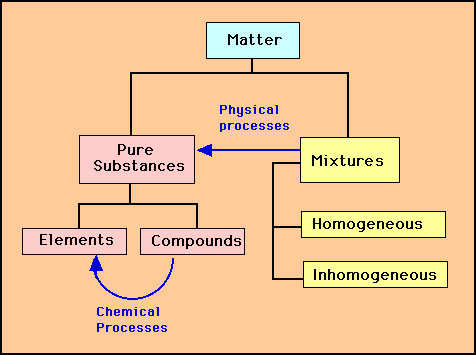 Matter
Physical
processes
Pure
Substances
Mixtures
Homogeneous
Elements
Compounds
Inhomogeneous
Chemical
Processes